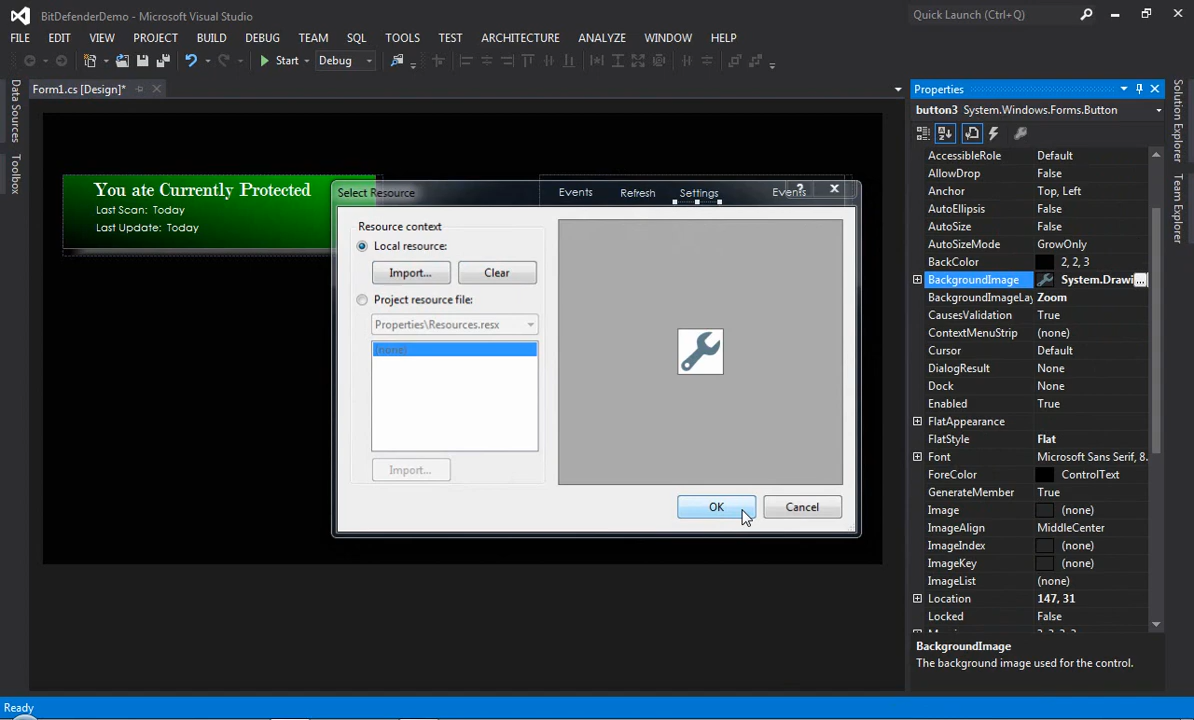 BitDefenderDemo - Microsoft Visual Studio
Quick Launch (Ctrl+Q)
FILE EDIT VIEW PROJECT BUILD DEBUG TEAM SQL TOOLS TEST ARCHITECTURE ANALYZE WINDOW HELP
Start Debug
Form1.cs [Design]*
Data Sources
Toolbox
You ate Currently Protected
Last Scan: Today
Last Update: Today
Events Refresh Settings Events
Select Resource
?
Resource context
Local resource:
Import... Clear
Project resource file:
Properties\Resources.resx
(none)
Import...
OK Cancel
Properties
button3 System.Windows.Forms.Button
AccessibleRole Default
AllowDrop False
Anchor Top, Left
AutoEllipsis False
AutoSize False
AutoSizeMode GrowOnly
BackColor 2, 2, 3
BackgroundImage System.Drawi...
BackgroundImageLay Zoom
CausesValidation True
ContextMenuStrip (none)
Cursor Default
DialogResult None
Dock None
Enabled True
FlatAppearance
FlatStyle Flat
Font Microsoft Sans Serif, 8.
ForeColor ControlText
GenerateMember True
Image (none)
ImageAlign MiddleCenter
ImageIndex (none)
ImageKey (none)
ImageList (none)
Location 147, 31
Locked False
BackgroundImage
The background image used for the control.
Solution Explorer
Team Explorer
Ready